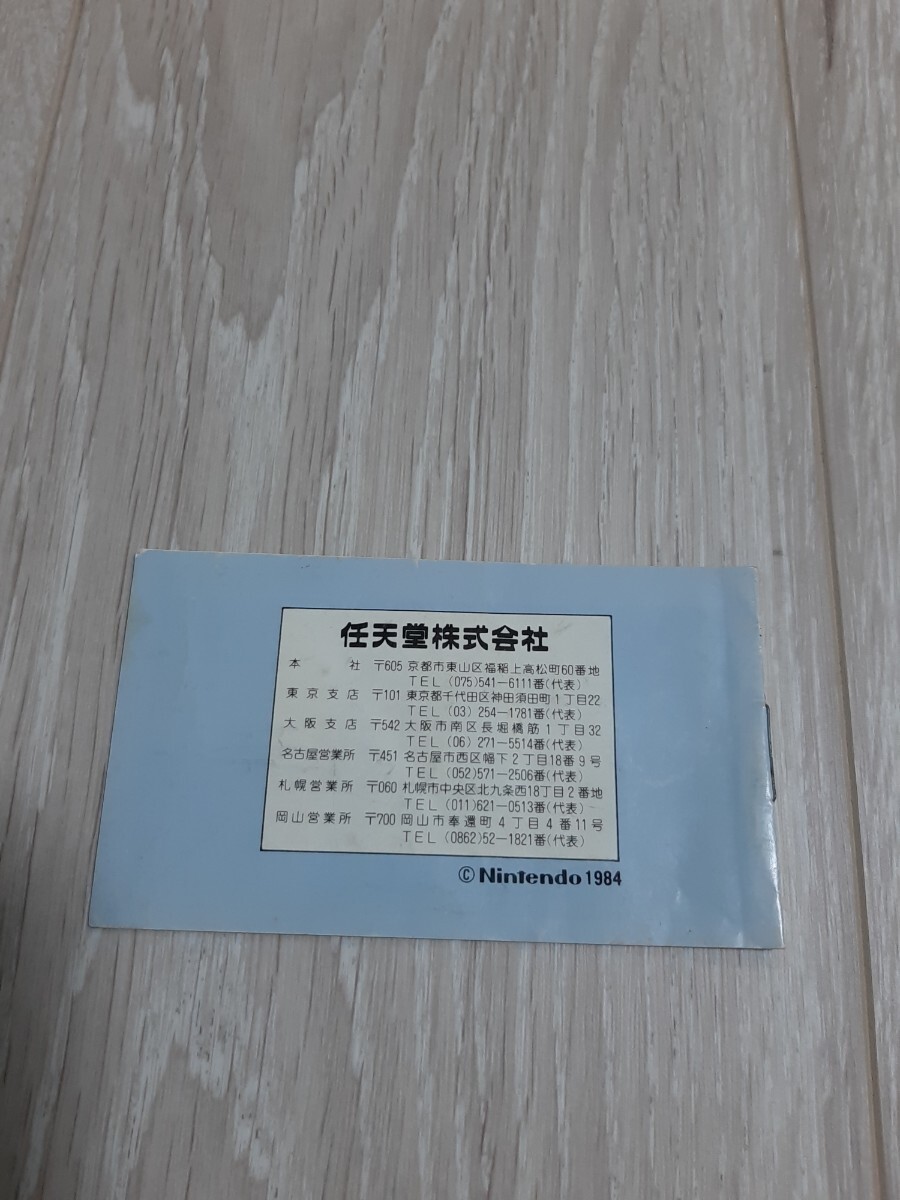 任天堂株式会社
本 社 〒605 京都市東山区福稲上高松町60番地
TEL (075)541-6111番(代表)
東京支店 〒101 東京都千代田区神田須田町1丁目22
TEL (03) 254-1781番(代表)
大阪支店 〒542 大阪市南区長堀橋筋1丁目32
TEL (06) 271-5514番(代表)
名古屋営業所 〒451 名古屋市西区幅下2丁目18番9号
TEL (052)571-2506番(代表)
札幌営業所 〒060 札幌市中央区北九条西18丁目2番地
TEL (011)621-0513番(代表)
岡山営業所 〒700 岡山市奉還町4丁目4番11号
TEL (0862)52-1821番(代表)
©Nintendo 1984